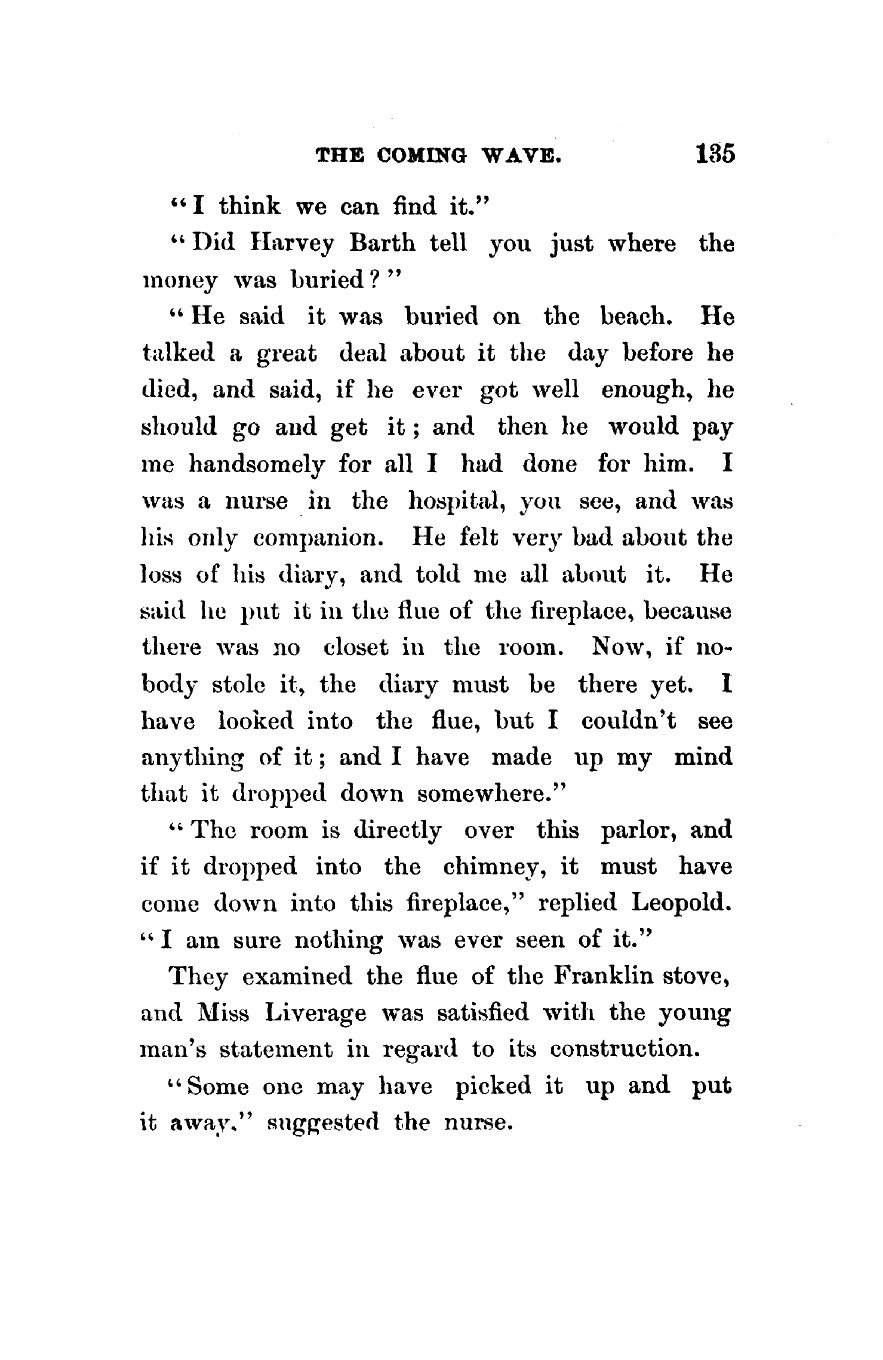 THE COMING WAVE. 135
“I think we can find it.”
“Did Harvey Barth tell you just where the
money was buried?”
“He said it was buried on the beach. He
talked a great deal about it the day before he
died, and said, if he ever got well enough, he
should go and get it; and then he would pay
me handsomely for all I had done for him. I
was a nurse in the hospital, you see, and was
his only companion. He felt very bad about the
loss of his diary, and told me all about it. He
said he put it in the flue of the fireplace, because
there was no closet in the room. Now, if no-
body stole it, the diary must be there yet. I
have looked into the flue, but I couldn’t see
anything of it; and I have made up my mind
that it dropped down somewhere.”
“The room is directly over this parlor, and
if it dropped into the chimney, it must have
come down into this fireplace,” replied Leopold.
“I am sure nothing was ever seen of it.”
They examined the flue of the Franklin stove,
and Miss Liverage was satisfied with the young
man’s statement in regard to its construction.
“Some one may have picked it up and put
it away,” suggested the nurse.